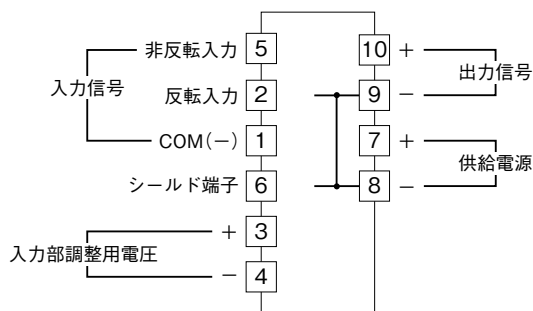 非反転入力 5
入力信号
反転入力 2
COM(−) 1
シールド端子 6
+ 3
入力部調整用電圧
− 4
10 +
出力信号
9 −
7 +
供給電源
8 −